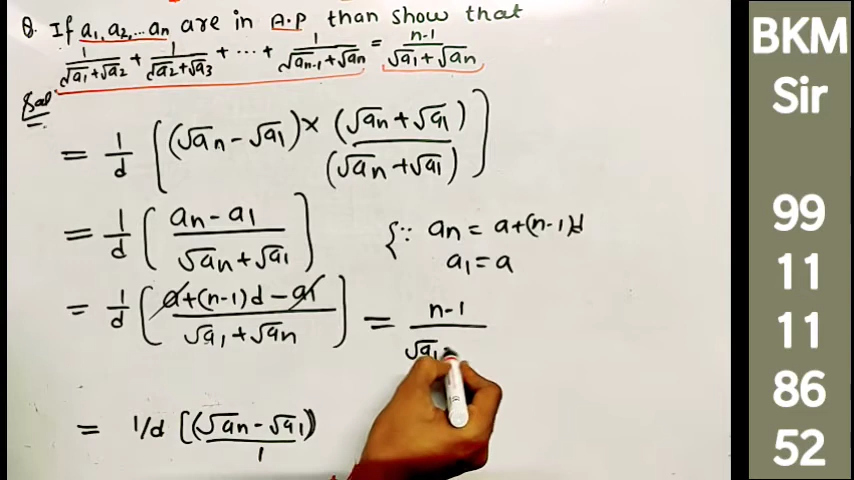 Q. If a₁, a₂,... aₙ are in A.P than show that
1/(√a₁+√a₂) + 1/(√a₂+√a₃) + ... + 1/(√aₙ₋₁+√aₙ) = (n-1)/(√a₁+√aₙ)
Sol
= 1/d [(√aₙ - √a₁) × (√aₙ + √a₁)/(√aₙ + √a₁)]
= 1/d ((aₙ - a₁)/(√aₙ + √a₁))
{∵ aₙ = a+(n-1)d
a₁ = a
= 1/d [(a+(n-1)d - a₁)/(√a₁ + √aₙ)] = (n-1)/(√a₁
= 1/d [(√aₙ - √a₁)/1)
BKM
Sir
99
11
11
86
52